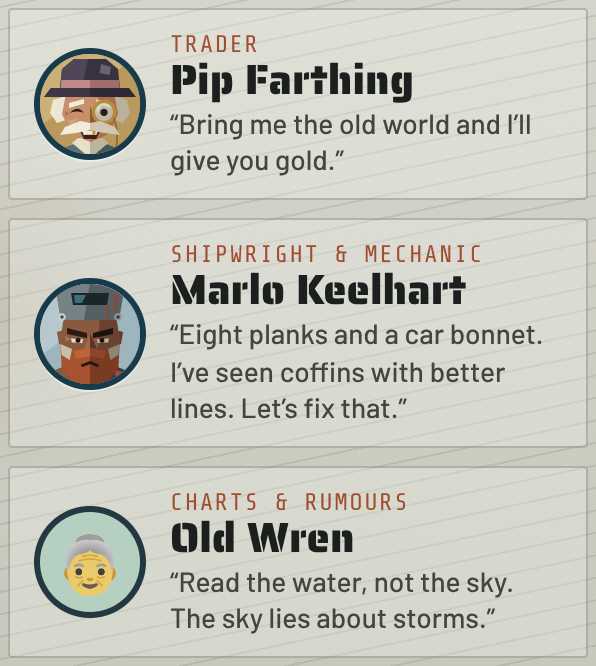 TRADER
Pip Farthing
“Bring me the old world and I’ll
give you gold.”
SHIPWRIGHT & MECHANIC
Marlo Keelhart
“Eight planks and a car bonnet.
I’ve seen coffins with better
lines. Let’s fix that.”
CHARTS & RUMOURS
Old Wren
“Read the water, not the sky.
The sky lies about storms.”